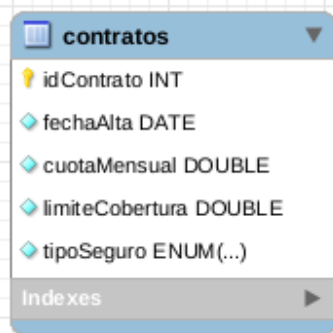 contratos
idContrato INT
fechaAlta DATE
cuotaMensual DOUBLE
limiteCobertura DOUBLE
tipoSeguro ENUM(...)
Indexes